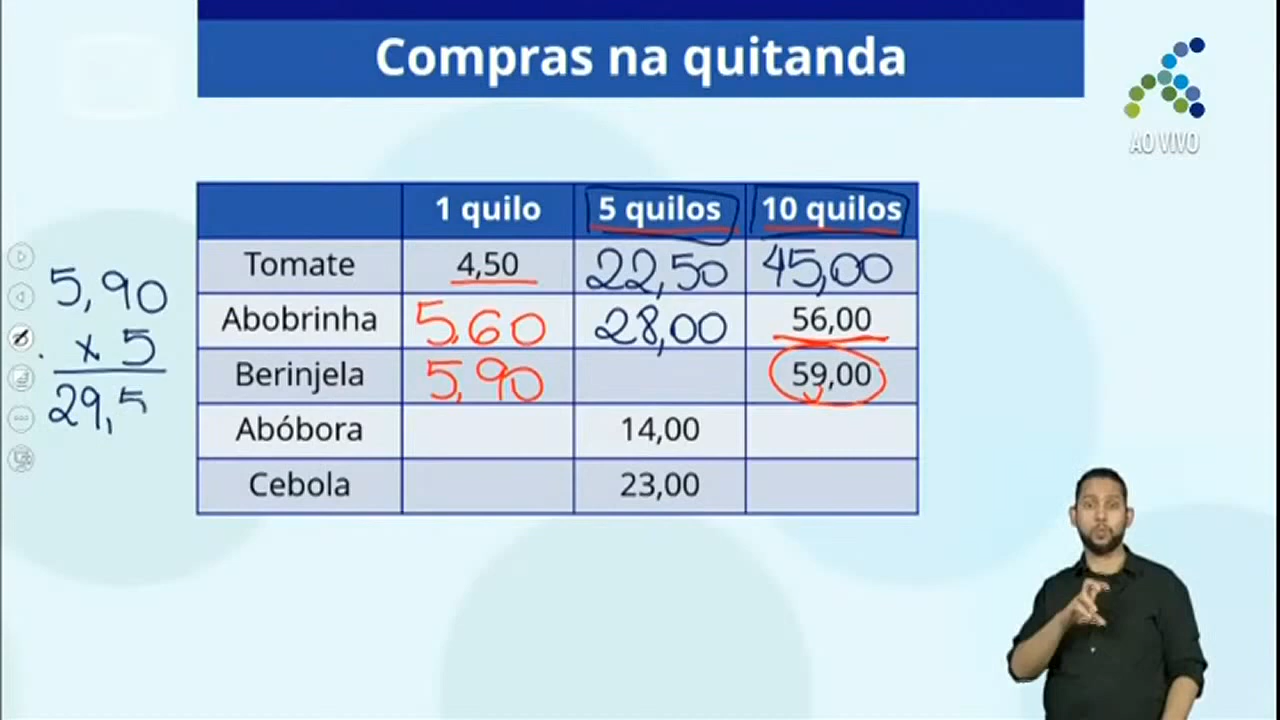 Compras na quitanda
AO VIVO
1 quilo 5 quilos 10 quilos
Tomate 4,50 22,50 45,00
Abobrinha 5,60 28,00 56,00
Berinjela 5,90 59,00
Abóbora 14,00
Cebola 23,00
5,90
x 5
29,5